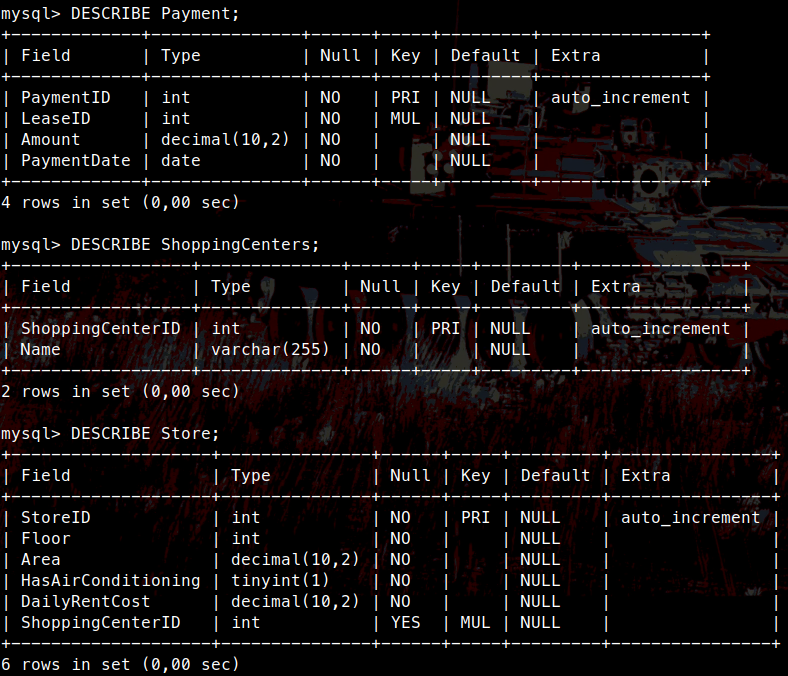 mysql> DESCRIBE Payment;
+-------------+---------------+------+-----+---------+----------------+
| Field       | Type          | Null | Key | Default | Extra          |
+-------------+---------------+------+-----+---------+----------------+
| PaymentID   | int           | NO   | PRI | NULL    | auto_increment |
| LeaseID     | int           | NO   | MUL | NULL    |                |
| Amount      | decimal(10,2) | NO   |     | NULL    |                |
| PaymentDate | date          | NO   |     | NULL    |                |
+-------------+---------------+------+-----+---------+----------------+
4 rows in set (0,00 sec)
mysql> DESCRIBE ShoppingCenters;
+------------------+--------------+------+-----+---------+----------------+
| Field            | Type         | Null | Key | Default | Extra          |
+------------------+--------------+------+-----+---------+----------------+
| ShoppingCenterID | int          | NO   | PRI | NULL    | auto_increment |
| Name             | varchar(255) | NO   |     | NULL    |                |
+------------------+--------------+------+-----+---------+----------------+
2 rows in set (0,00 sec)
mysql> DESCRIBE Store;
+--------------------+---------------+------+-----+---------+----------------+
| Field              | Type          | Null | Key | Default | Extra          |
+--------------------+---------------+------+-----+---------+----------------+
| StoreID            | int           | NO   | PRI | NULL    | auto_increment |
| Floor              | int           | NO   |     | NULL    |                |
| Area               | decimal(10,2) | NO   |     | NULL    |                |
| HasAirConditioning | tinyint(1)    | NO   |     | NULL    |                |
| DailyRentCost      | decimal(10,2) | NO   |     | NULL    |                |
| ShoppingCenterID   | int           | YES  | MUL | NULL    |                |
+--------------------+---------------+------+-----+---------+----------------+
6 rows in set (0,00 sec)